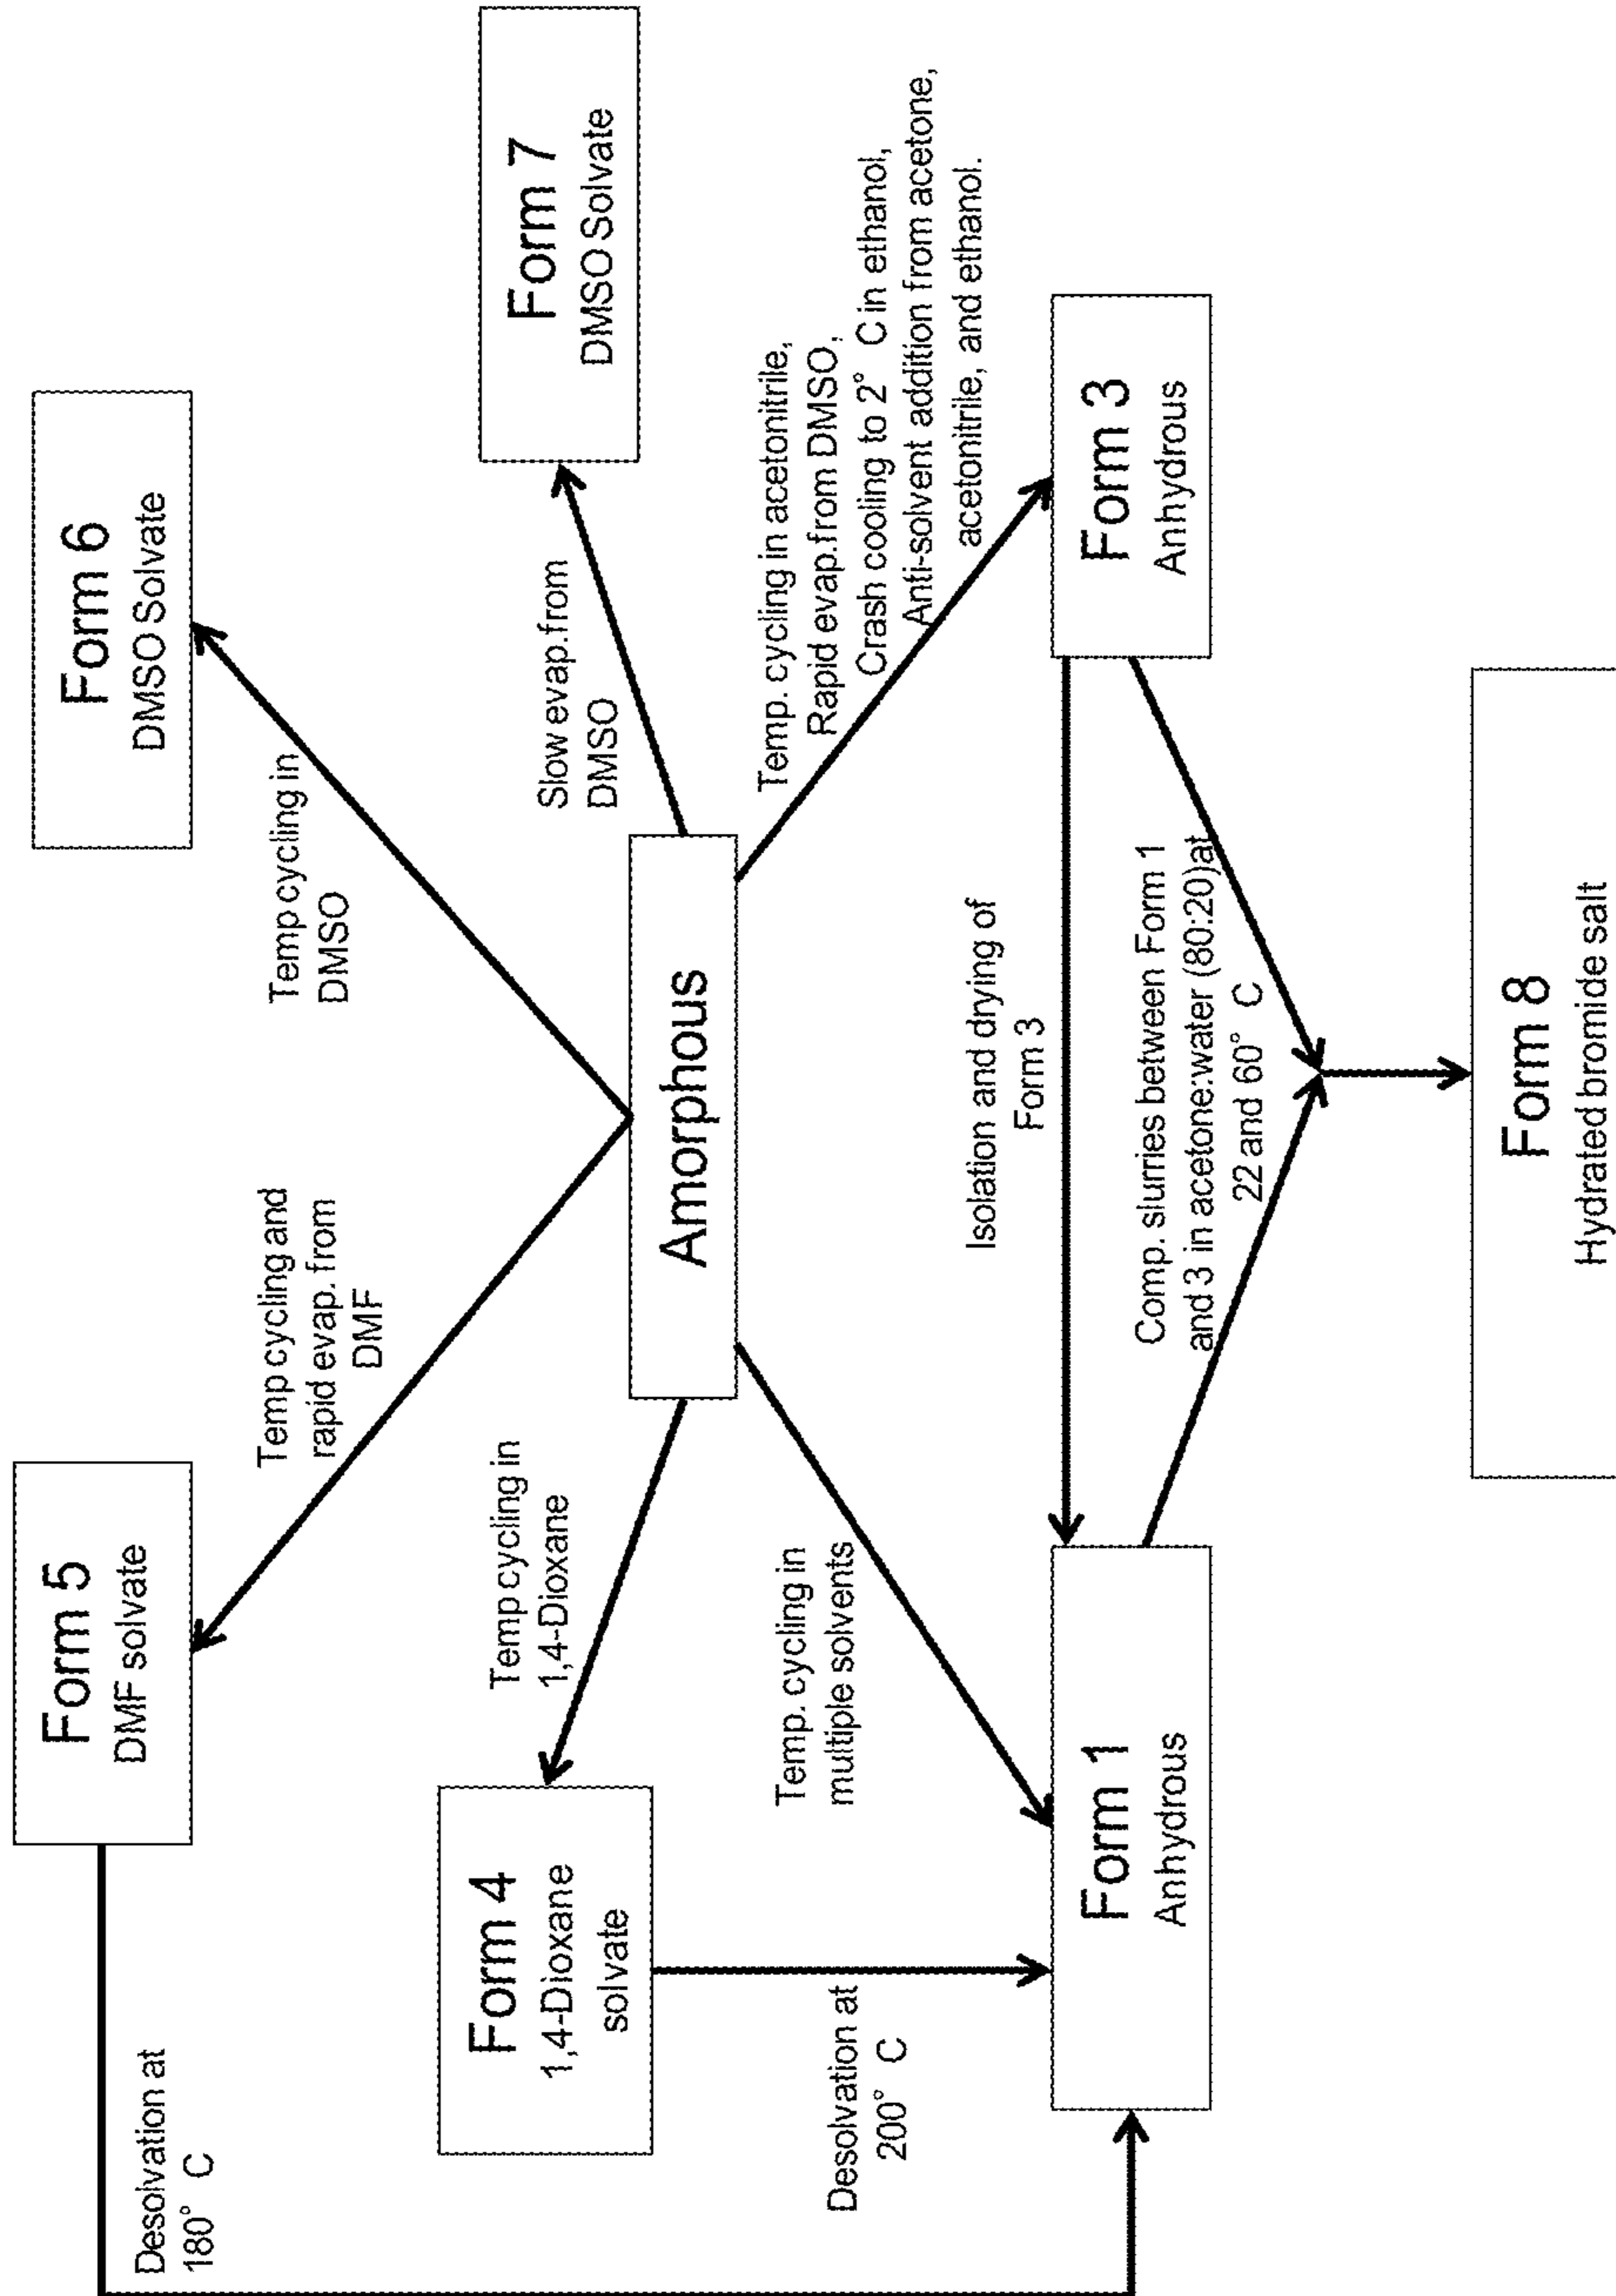 Form 5
DMF solvate
Form 6
DMSO Solvate
Desolvation at
180° C
Temp cycling and
rapid evap. from
DMF
Temp cycling in
DMSO
Form 4
1,4-Dioxane
solvate
Temp cycling in
1,4-Dioxane
Slow evap.from
DMSO
Form 7
DMSO Solvate
Amorphous
Desolvation at
200° C
Temp. cycling in
multiple solvents
Temp. cycling in acetonitrile,
Rapid evap.from DMSO,
Crash cooling to 2° C in ethanol,
Anti-solvent addition from acetone,
acetonitrile, and ethanol.
Isolation and drying of
Form 3
Form 1
Anhydrous
Form 3
Anhydrous
Comp. slurries between Form 1
and 3 in acetone:water (80:20)at
22 and 60° C
Form 8
Hydrated bromide salt